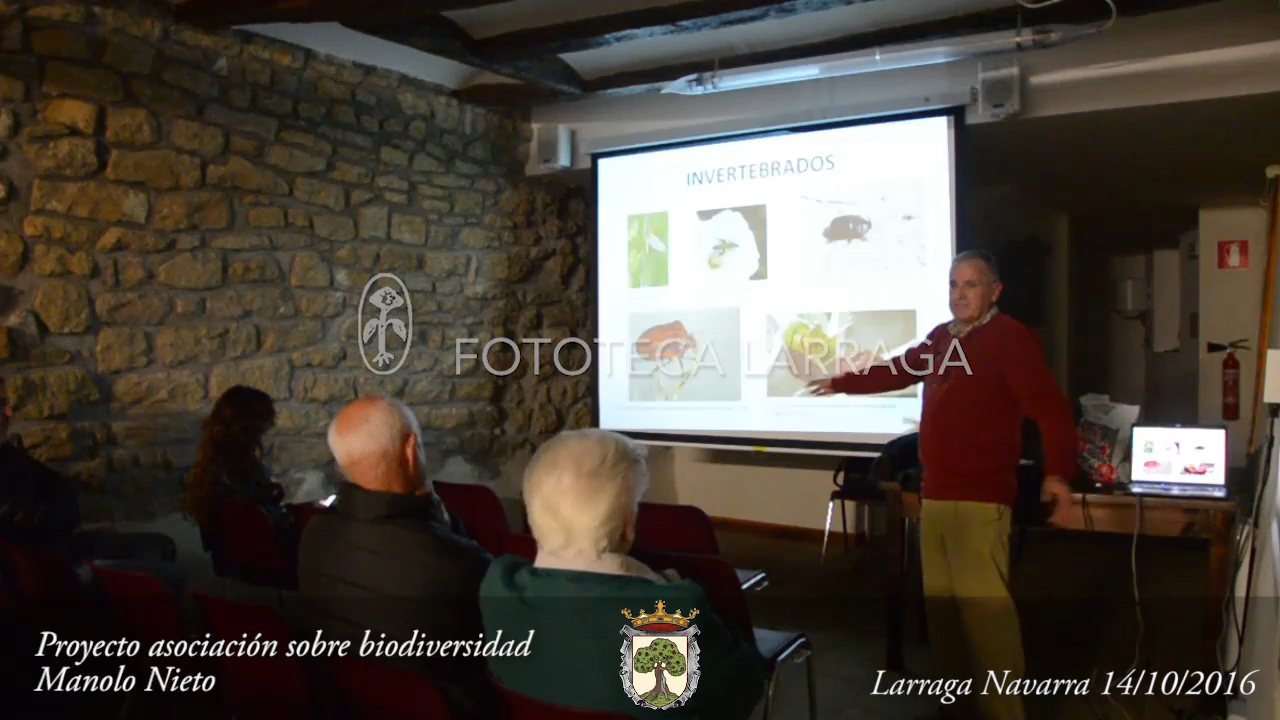 INVERTEBRADOS
FOTOTECA LARRAGA
Proyecto asociación sobre biodiversidad
Manolo Nieto
Larraga Navarra 14/10/2016